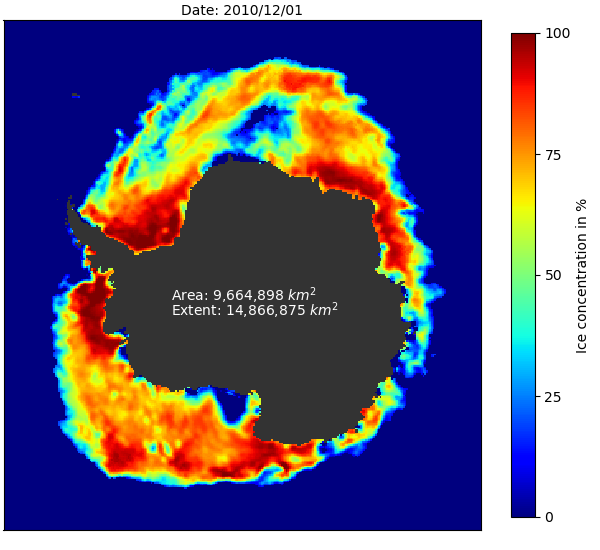 Date: 2010/12/01
100
75
50
25
0
Ice concentration in %
Area: 9,664,898 km²
Extent: 14,866,875 km²